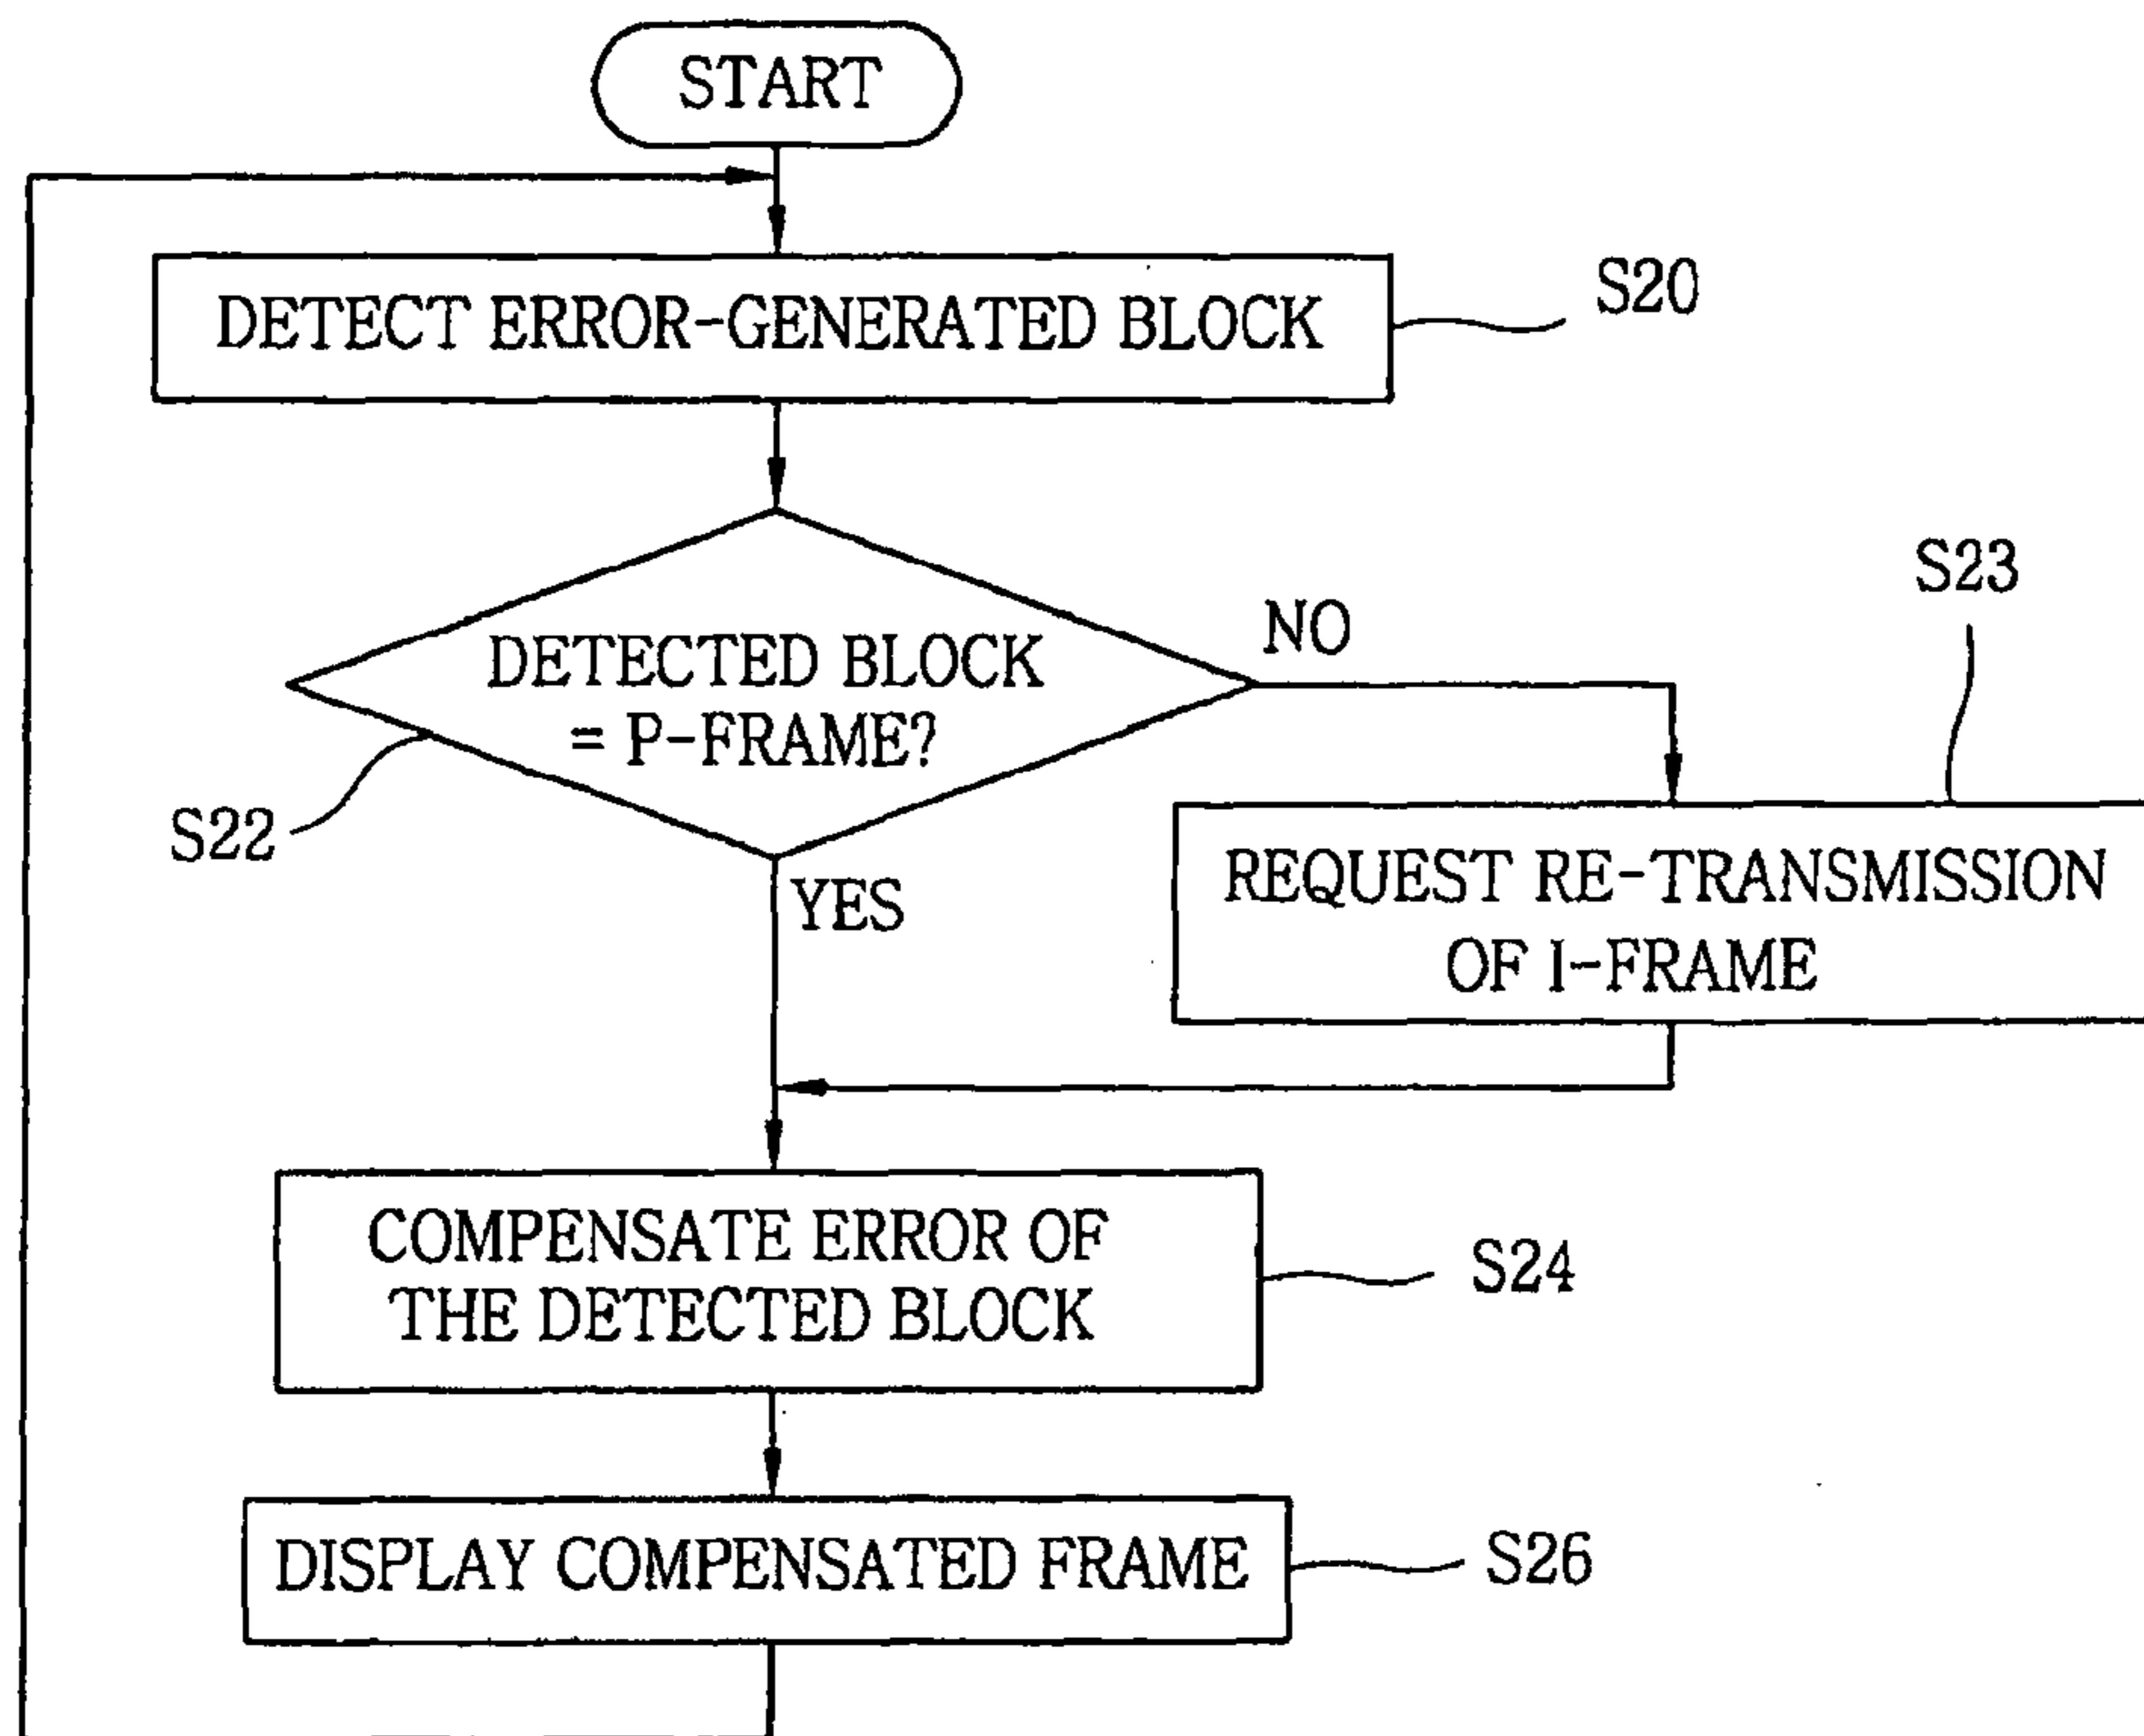 START
DETECT ERROR-GENERATED BLOCK
S20
DETECTED BLOCK
= P-FRAME?
NO
S23
S22
YES
REQUEST RE-TRANSMISSION
OF I-FRAME
COMPENSATE ERROR OF
THE DETECTED BLOCK
S24
DISPLAY COMPENSATED FRAME
S26